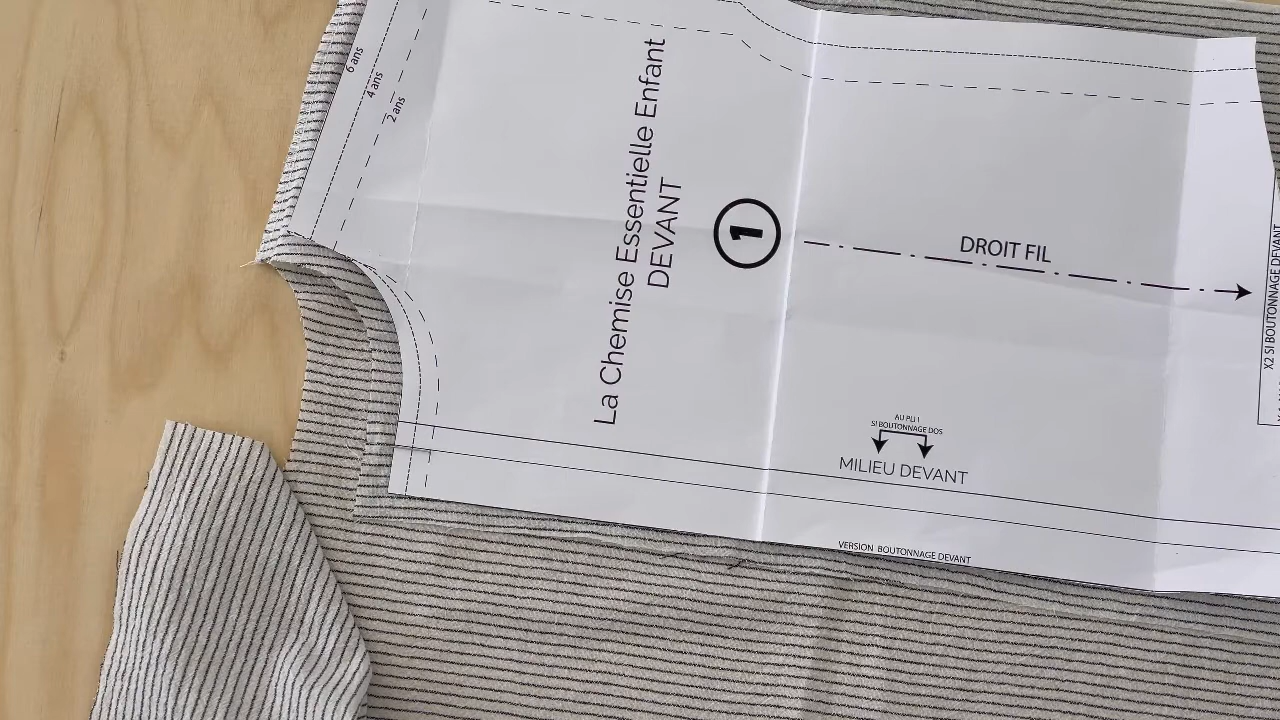 6 ans
4 ans
2 ans
La Chemise Essentielle Enfant
DEVANT
1
DROIT FIL
AU PLI
SI BOUTONNAGE DOS
MILIEU DEVANT
VERSION BOUTONNAGE DEVANT
X2 SI BOUTONNAGE DEVANT